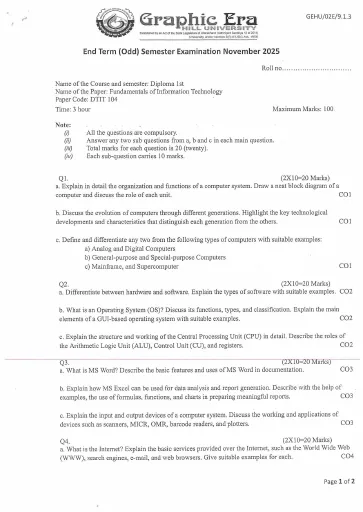 GEHU/02E/9.1.3
Graphic Era
HILL UNIVERSITY
End Term (Odd) Semester Examination November 2025
Roll no..............................
Name of the Course and semester: Diploma 1st
Name of the Paper: Fundamentals of Information Technology
Paper Code: DTIT 104
Time: 3 hour Maximum Marks: 100
Note:
(i) All the questions are compulsory.
(ii) Answer any two sub questions from a, b and c in each main question.
(iii) Total marks for each question is 20 (twenty).
(iv) Each sub-question carries 10 marks.
Q1. (2X10=20 Marks)
a. Explain in detail the organization and functions of a computer system. Draw a neat block diagram of a
computer and discuss the role of each unit. CO1
b. Discuss the evolution of computers through different generations. Highlight the key technological
developments and characteristics that distinguish each generation from the others. CO1
c. Define and differentiate any two from the following types of computers with suitable examples:
a) Analog and Digital Computers
b) General-purpose and Special-purpose Computers
c) Mainframe, and Supercomputer CO1
Q2. (2X10=20 Marks)
a. Differentiate between hardware and software. Explain the types of software with suitable examples. CO2
b. What is an Operating System (OS)? Discuss its functions, types, and classification. Explain the main
elements of a GUI-based operating system with suitable examples. CO2
c. Explain the structure and working of the Central Processing Unit (CPU) in detail. Describe the roles of
the Arithmetic Logic Unit (ALU), Control Unit (CU), and registers. CO2
Q3. (2X10=20 Marks)
a. What is MS Word? Describe the basic features and uses of MS Word in documentation. CO3
b. Explain how MS Excel can be used for data analysis and report generation. Describe with the help of
examples, the use of formulas, functions, and charts in preparing meaningful reports. CO3
c. Explain the input and output devices of a computer system. Discuss the working and applications of
devices such as scanners, MICR, OMR, barcode readers, and plotters. CO3
Q4. (2X10=20 Marks)
a. What is the Internet? Explain the basic services provided over the Internet, such as the World Wide Web
(WWW), search engines, e-mail, and web browsers. Give suitable examples for each. CO4
Page 1 of 2